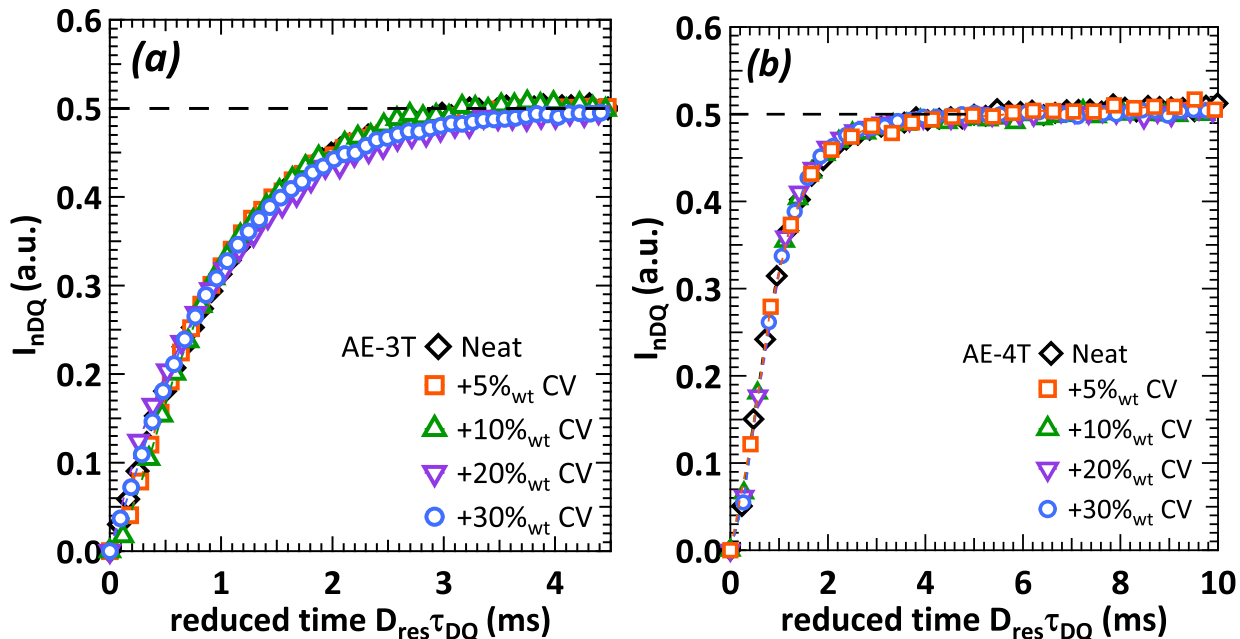 (a)
0.6
0.5
0.4
0.3
0.2
0.1
0.0
I_nDQ (a.u.)
AE-3T Neat
+5%_wt CV
+10%_wt CV
+20%_wt CV
+30%_wt CV
0 1 2 3 4
reduced time D_resτ_DQ (ms)
(b)
0.6
0.5
0.4
0.3
0.2
0.1
0.0
I_nDQ (a.u.)
AE-4T Neat
+5%_wt CV
+10%_wt CV
+20%_wt CV
+30%_wt CV
0 2 4 6 8 10
reduced time D_resτ_DQ (ms)